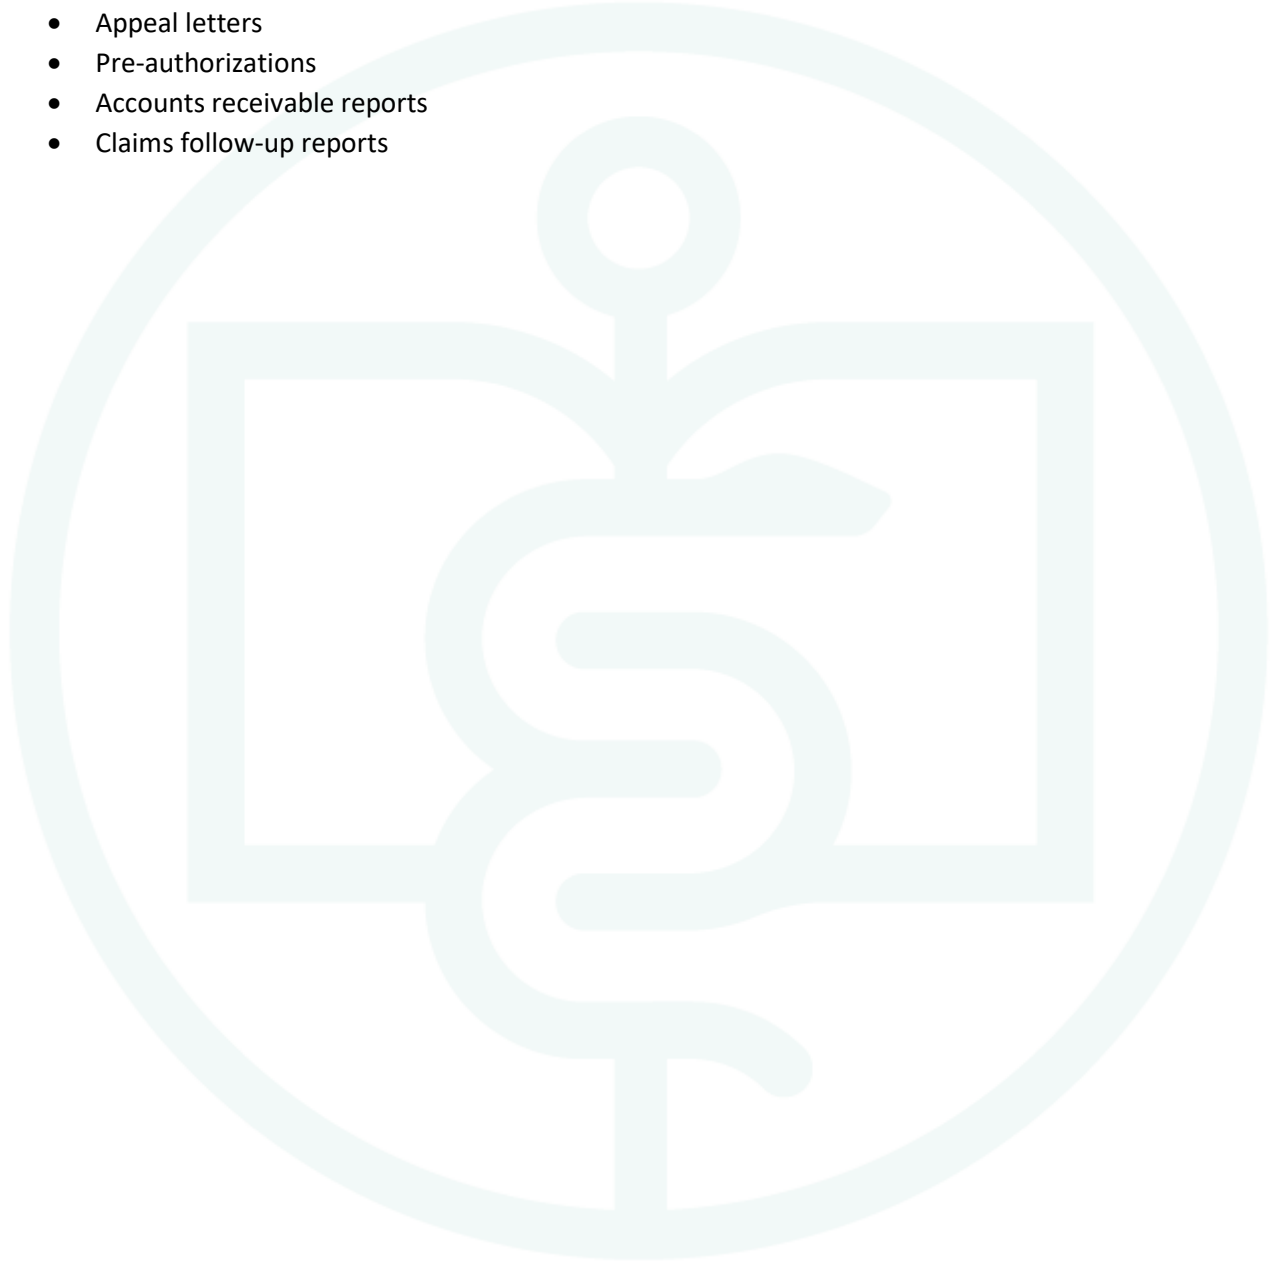 • Appeal letters
• Pre-authorizations
• Accounts receivable reports
• Claims follow-up reports